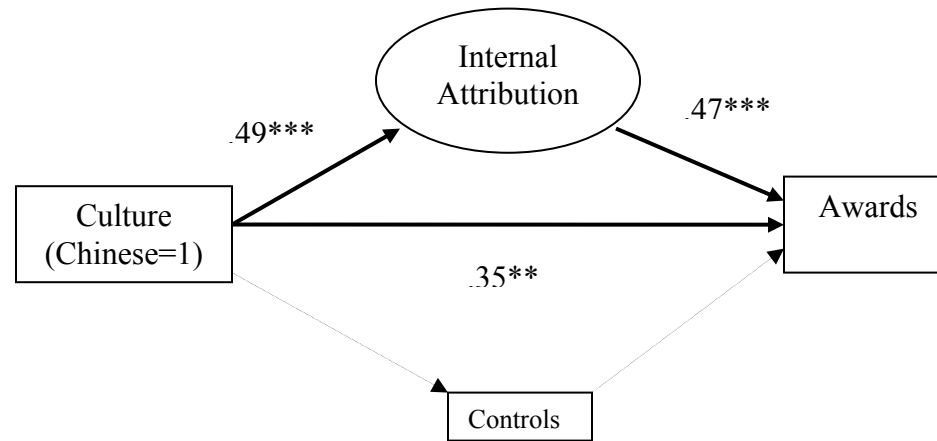 Internal
Attribution
.49***
.47***
Culture
(Chinese=1)
Awards
.35**
Controls